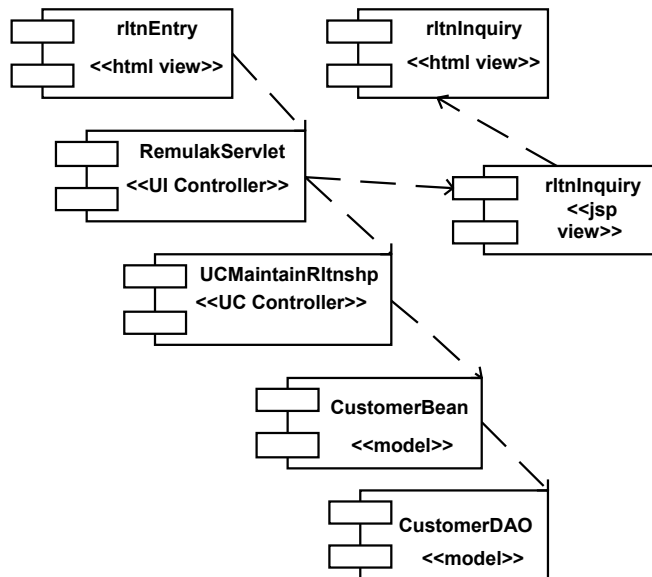 rltnEntry
<<html view>>
rltnInquiry
<<html view>>
RemulakServlet
<<UI Controller>>
rltnInquiry
<<jsp
view>>
UCMaintainRltnshp
<<UC Controller>>
CustomerBean
<<model>>
CustomerDAO
<<model>>